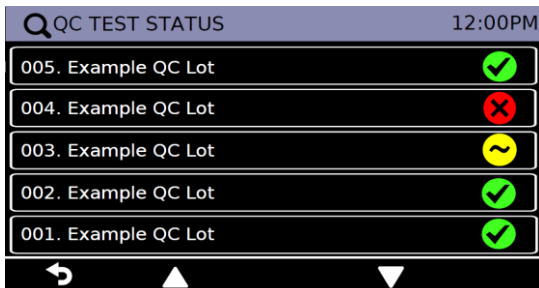 QC TEST STATUS 12:00PM
005. Example QC Lot
004. Example QC Lot
003. Example QC Lot
002. Example QC Lot
001. Example QC Lot